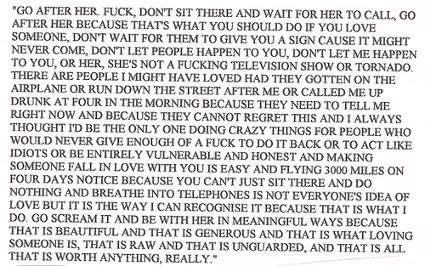 "GO AFTER HER. FUCK, DON'T SIT THERE AND WAIT FOR HER TO CALL, GO
AFTER HER BECAUSE THAT'S WHAT YOU SHOULD DO IF YOU LOVE
SOMEONE, DON'T WAIT FOR THEM TO GIVE YOU A SIGN CAUSE IT MIGHT
NEVER COME, DON'T LET PEOPLE HAPPEN TO YOU, DON'T LET ME HAPPEN
TO YOU, OR HER, SHE'S NOT A FUCKING TELEVISION SHOW OR TORNADO.
THERE ARE PEOPLE I MIGHT HAVE LOVED HAD THEY GOTTEN ON THE
AIRPLANE OR RUN DOWN THE STREET AFTER ME OR CALLED ME UP
DRUNK AT FOUR IN THE MORNING BECAUSE THEY NEED TO TELL ME
RIGHT NOW AND BECAUSE THEY CANNOT REGRET THIS AND I ALWAYS
THOUGHT I'D BE THE ONLY ONE DOING CRAZY THINGS FOR PEOPLE WHO
WOULD NEVER GIVE ENOUGH OF A FUCK TO DO IT BACK OR TO ACT LIKE
IDIOTS OR BE ENTIRELY VULNERABLE AND HONEST AND MAKING
SOMEONE FALL IN LOVE WITH YOU IS EASY AND FLYING 3000 MILES ON
FOUR DAYS NOTICE BECAUSE YOU CAN'T JUST SIT THERE AND DO
NOTHING AND BREATHE INTO TELEPHONES IS NOT EVERYONE'S IDEA OF
LOVE BUT IT IS THE WAY I CAN RECOGNISE IT BECAUSE THAT IS WHAT I
DO. GO SCREAM IT AND BE WITH HER IN MEANINGFUL WAYS BECAUSE
THAT IS BEAUTIFUL AND THAT IS GENEROUS AND THAT IS WHAT LOVING
SOMEONE IS, THAT IS RAW AND THAT IS UNGUARDED, AND THAT IS ALL
THAT IS WORTH ANYTHING, REALLY."